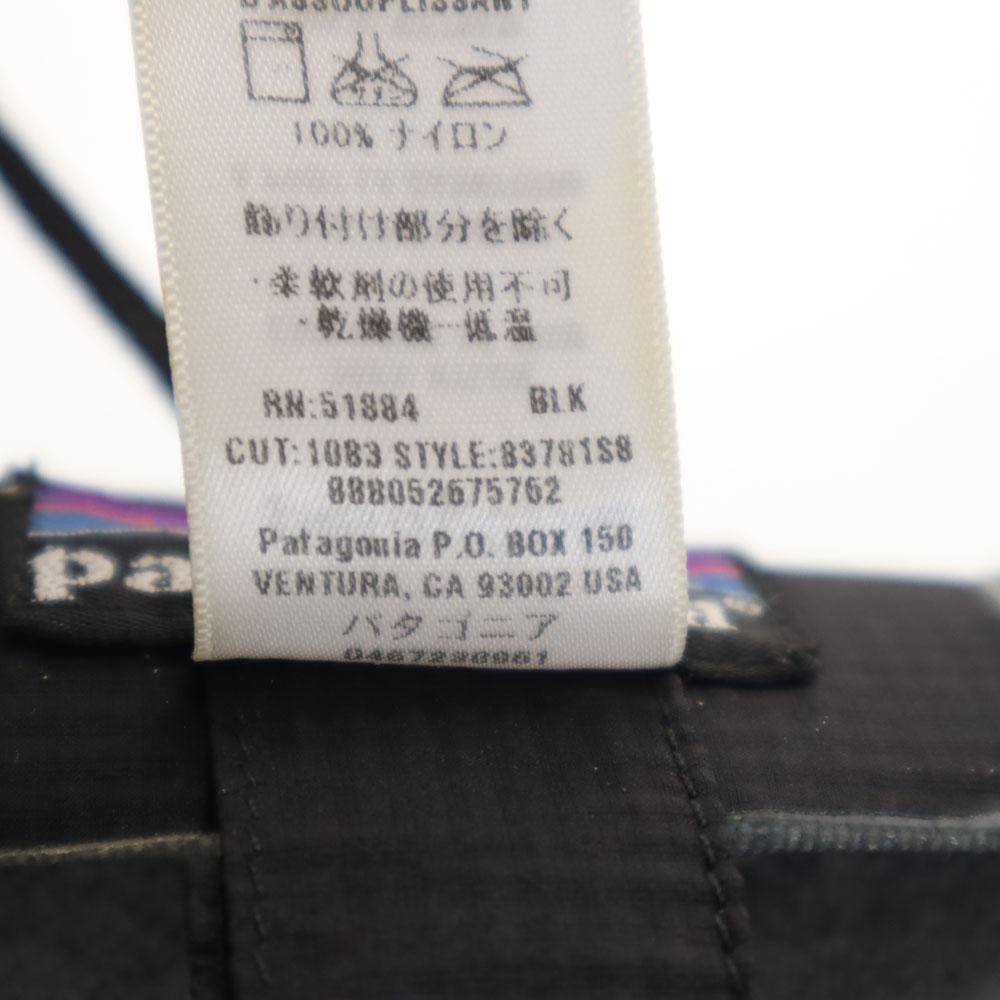 D'ASSOUPLISSANT
100% ナイロン
飾り付け部分を除く
・柔軟剤の使用不可
・乾燥機－低温
RN:51884 BLK
CUT:1083 STYLE:83781S8
888052675762
Patagonia P.O. BOX 150
VENTURA, CA 93002 USA
パタゴニア
pa
a